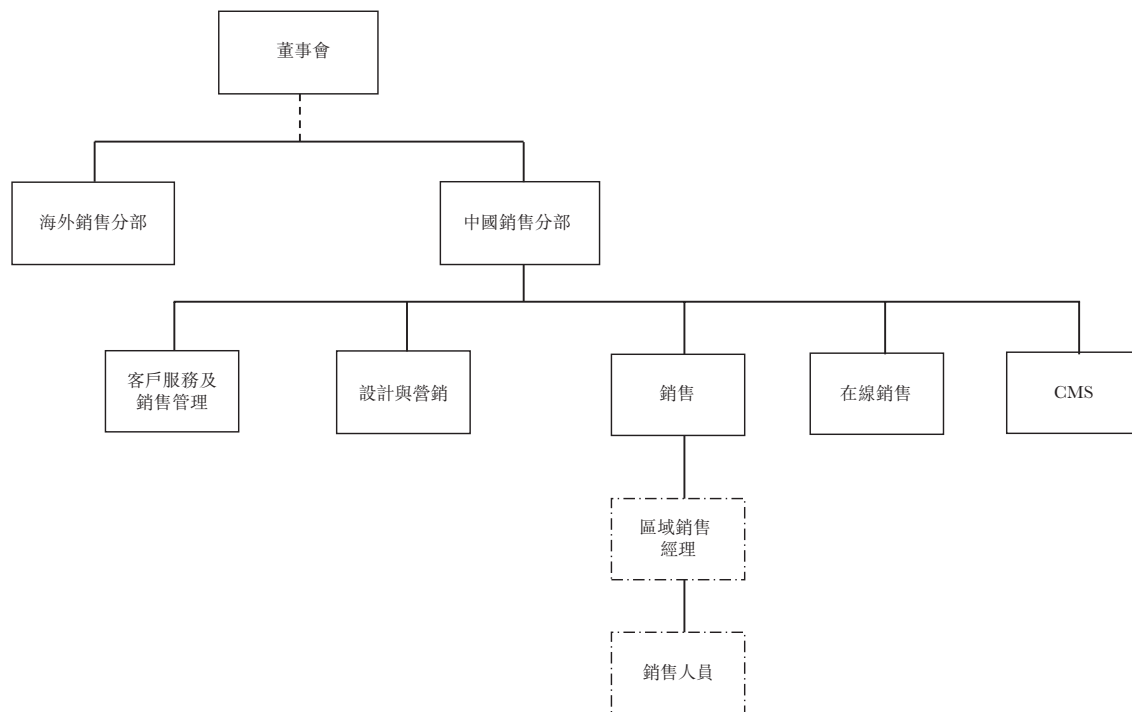 董事會
海外銷售分部
中國銷售分部
客戶服務及
銷售管理
設計與營銷
銷售
在線銷售
CMS
區域銷售
經理
銷售人員